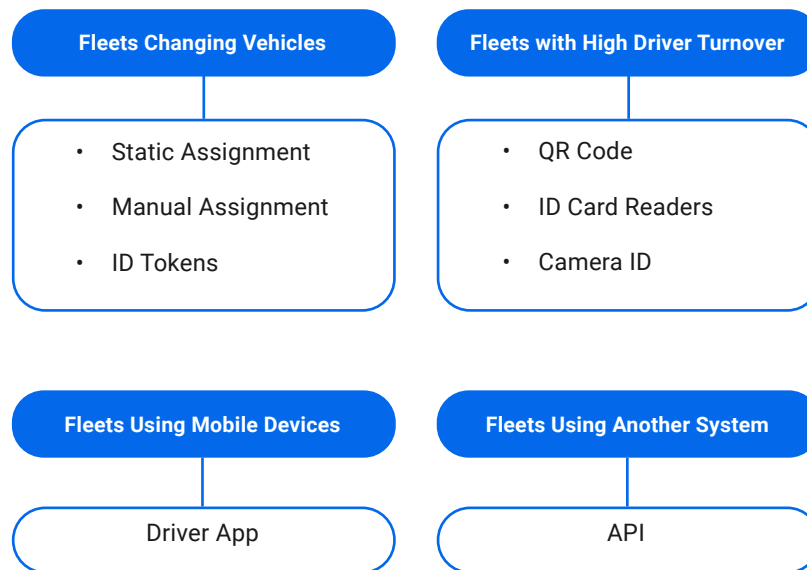 Fleets Changing Vehicles
• Static Assignment
• Manual Assignment
• ID Tokens
Fleets with High Driver Turnover
• QR Code
• ID Card Readers
• Camera ID
Fleets Using Mobile Devices
Driver App
Fleets Using Another System
API